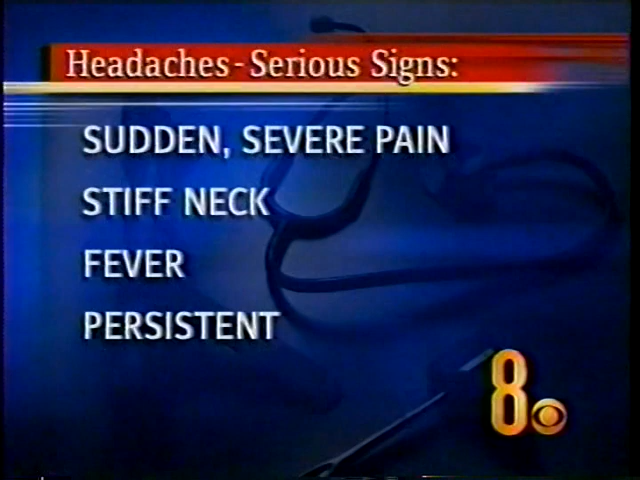 Headaches - Serious Signs:
SUDDEN, SEVERE PAIN
STIFF NECK
FEVER
PERSISTENT
8